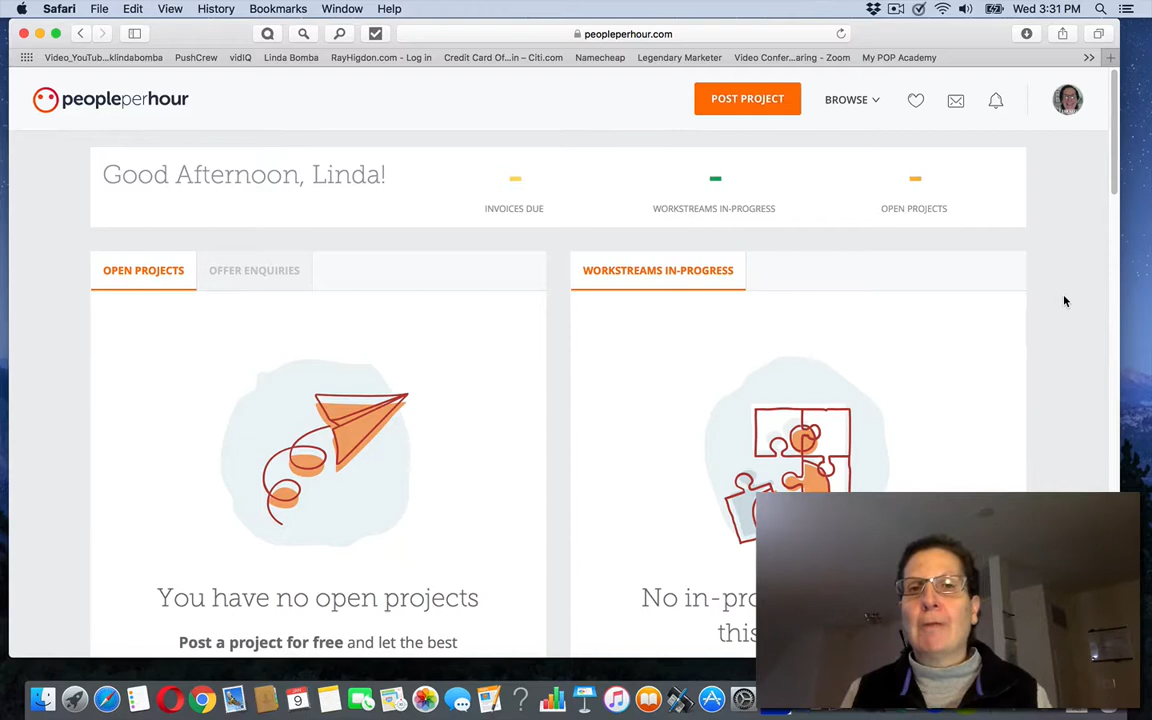 Safari File Edit View History Bookmarks Window Help Wed 3:31 PM
peopleperhour.com
Video_YouTub...klindabomba PushCrew vidIQ Linda Bomba RayHigdon.com - Log in Credit Card Of...in – Citi.com Namecheap Legendary Marketer Video Confer...aring - Zoom My POP Academy
peopleperhour POST PROJECT BROWSE
Good Afternoon, Linda!
INVOICES DUE WORKSTREAMS IN-PROGRESS OPEN PROJECTS
OPEN PROJECTS OFFER ENQUIRIES WORKSTREAMS IN-PROGRESS
You have no open projects No in-pro
this
Post a project for free and let the best
9